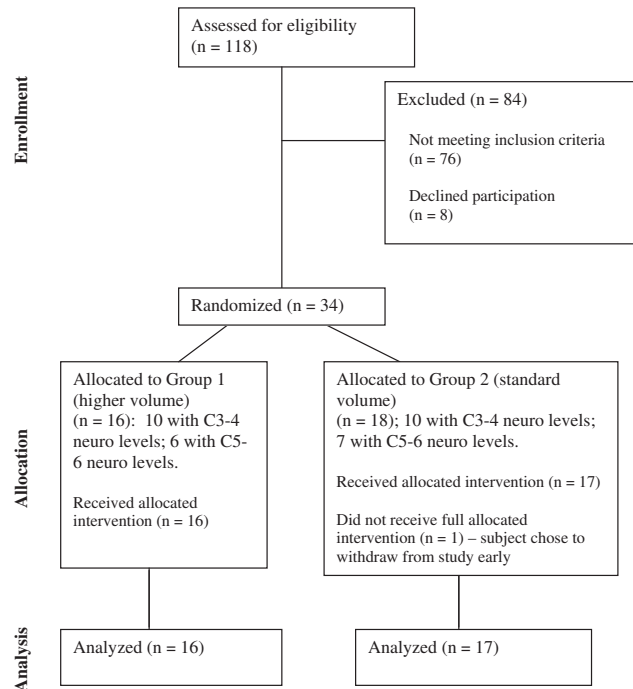 Assessed for eligibility
(n = 118)
Enrollment
Excluded (n = 84)
Not meeting inclusion criteria
(n = 76)
Declined participation
(n = 8)
Randomized (n = 34)
Allocation
Allocated to Group 1
(higher volume)
(n = 16):  10 with C3-4
neuro levels; 6 with C5-
6 neuro levels.
Received allocated
intervention (n = 16)
Allocated to Group 2 (standard
volume)
(n = 18); 10 with C3-4 neuro levels;
7 with C5-6 neuro levels.
Received allocated intervention (n = 17)
Did not receive full allocated
intervention (n = 1) – subject chose to
withdraw from study early
Analysis
Analyzed (n = 16)
Analyzed (n = 17)